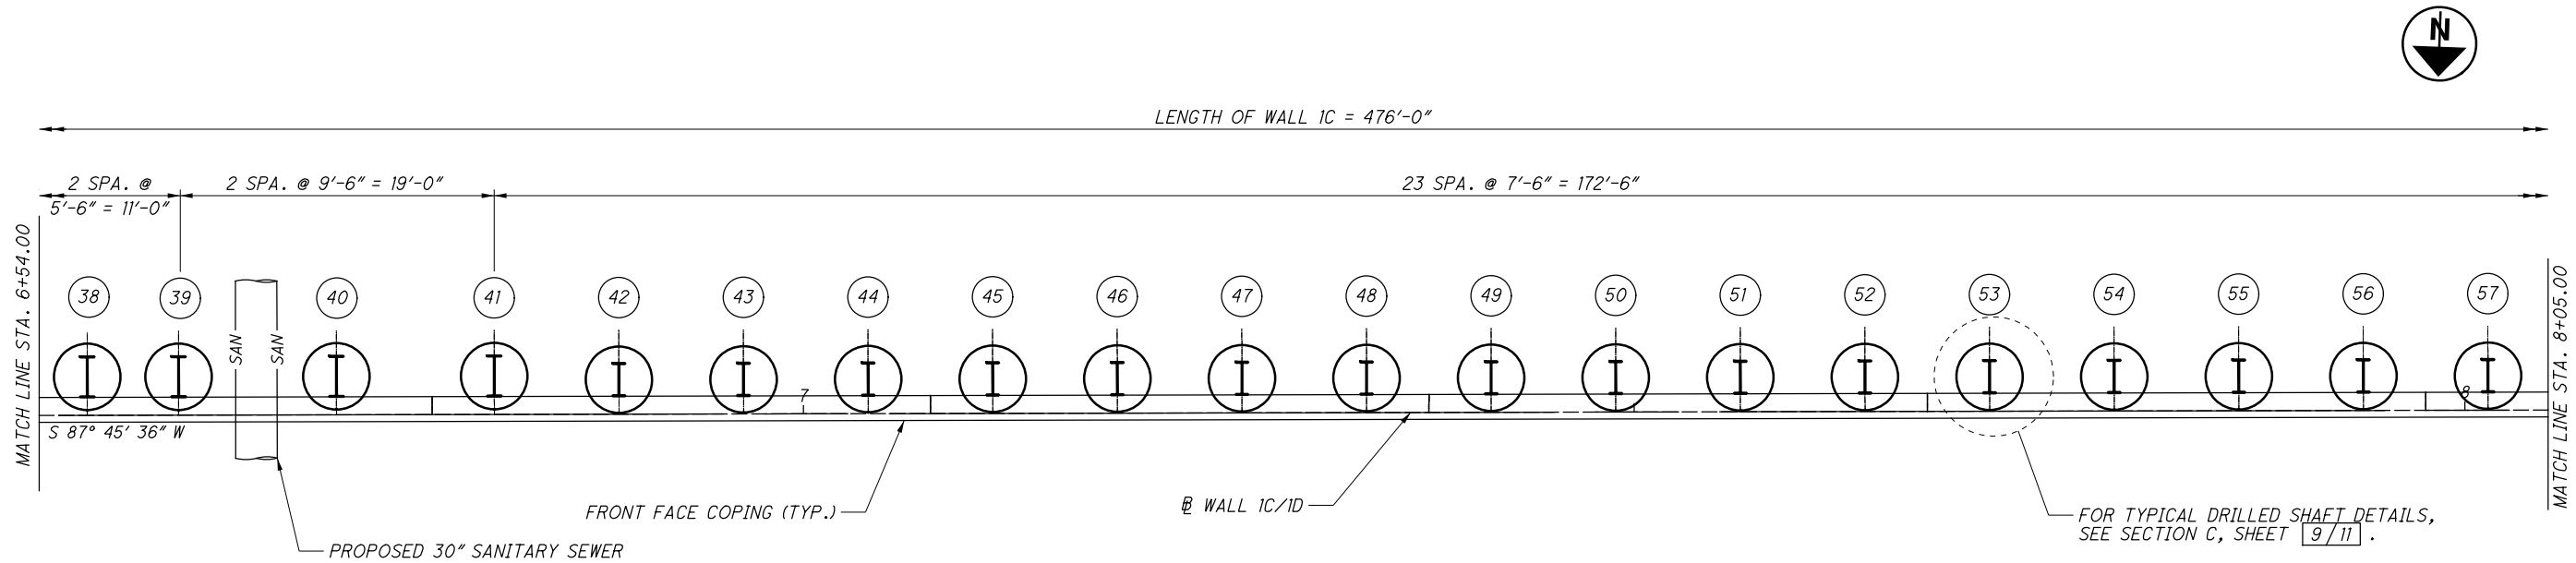 N
LENGTH OF WALL 1C = 476'-0"
2 SPA. @
5'-6" = 11'-0"
2 SPA. @ 9'-6" = 19'-0"
23 SPA. @ 7'-6" = 172'-6"
MATCH LINE STA. 6+54.00
MATCH LINE STA. 8+05.00
38 39 40 41 42 43 44 45 46 47 48 49 50 51 52 53 54 55 56 57
SAN SAN
7
8
S 87° 45' 36" W
FRONT FACE COPING (TYP.)
BL WALL 1C/1D
FOR TYPICAL DRILLED SHAFT DETAILS,
SEE SECTION C, SHEET 9/11 .
PROPOSED 30" SANITARY SEWER